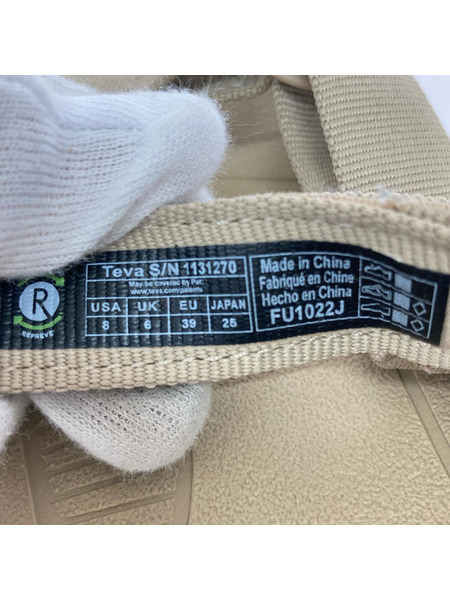 R
REPREVE
Teva S/N 1131270
May be covered by Pat.
www.teva.com/patents
USA UK EU JAPAN
8 6 39 25
Made in China
Fabriqué en Chine
Hecho en China
FU1022J